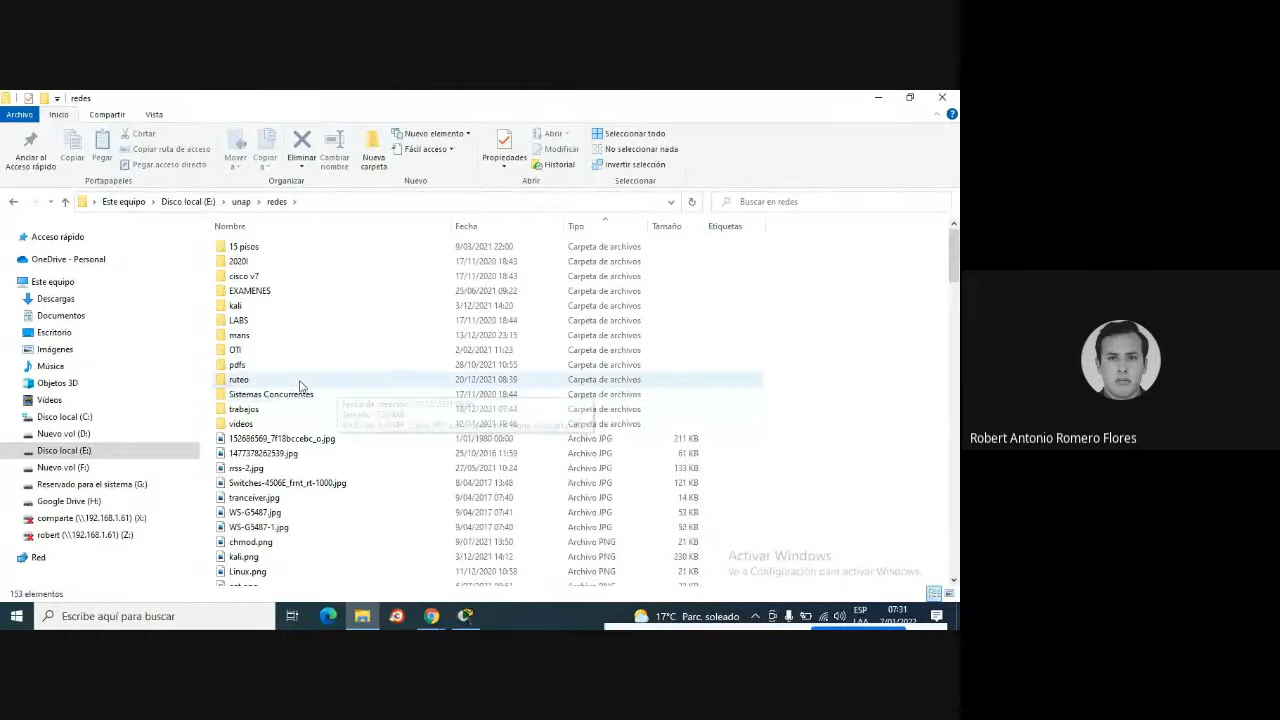 redes
Archivo Inicio Compartir Vista
Anclar al Acceso rápido
Copiar
Pegar
Cortar
Copiar ruta de acceso
Pegar acceso directo
Portapapeles
Mover a
Copiar a
Eliminar
Cambiar nombre
Organizar
Nueva carpeta
Nuevo elemento
Fácil acceso
Nuevo
Propiedades
Abrir
Modificar
Historial
Abrir
Seleccionar todo
No seleccionar nada
Invertir selección
Seleccionar
Este equipo > Disco local (E:) > unap > redes >
Buscar en redes
Nombre Fecha Tipo Tamaño Etiquetas
Acceso rápido
OneDrive - Personal
Este equipo
Descargas
Documentos
Escritorio
Imágenes
Música
Objetos 3D
Vídeos
Disco local (C:)
Nuevo vol (D:)
Disco local (E:)
Nuevo vol (F:)
Reservado para el sistema (G:)
Google Drive (H:)
comparte (\\192.168.1.61) (X:)
robert (\\192.168.1.61) (Z:)
Red
15 pisos 9/03/2021 22:00 Carpeta de archivos
2020I 17/11/2020 18:43 Carpeta de archivos
cisco v7 17/11/2020 18:43 Carpeta de archivos
EXAMENES 25/06/2021 09:22 Carpeta de archivos
kali 3/12/2021 14:20 Carpeta de archivos
LABS 17/11/2020 18:44 Carpeta de archivos
mans 13/12/2020 23:15 Carpeta de archivos
OTI 2/02/2021 11:23 Carpeta de archivos
pdfs 28/10/2021 10:55 Carpeta de archivos
ruteo 20/12/2021 08:39 Carpeta de archivos
Sistemas Concurrentes 17/11/2020 18:44 Carpeta de archivos
trabajos 18/12/2021 07:44 Carpeta de archivos
videos Carpeta de archivos
152686569_7f18bccebc_o.jpg 1/01/1980 00:00 Archivo JPG 211 KB
1477378262539.jpg 25/10/2016 11:59 Archivo JPG 61 KB
rrss-2.jpg 27/05/2021 10:24 Archivo JPG 133 KB
Switches-4506E_frnt_rt-1000.jpg 8/04/2017 13:48 Archivo JPG 121 KB
tranceiver.jpg 9/04/2017 07:40 Archivo JPG 14 KB
WS-G5487.jpg 9/04/2017 07:41 Archivo JPG 53 KB
WS-G5487-1.jpg 9/04/2017 07:40 Archivo JPG 52 KB
chmod.png 9/07/2021 13:50 Archivo PNG 21 KB
kali.png 3/12/2021 14:12 Archivo PNG 230 KB
Linux.png 11/12/2020 10:58 Archivo PNG 21 KB
Activar Windows
Ve a Configuración para activar Windows.
153 elementos
Escribe aquí para buscar
17°C Parc. soleado
ESP
LAA
07:31
7/01/2022
Robert Antonio Romero Flores